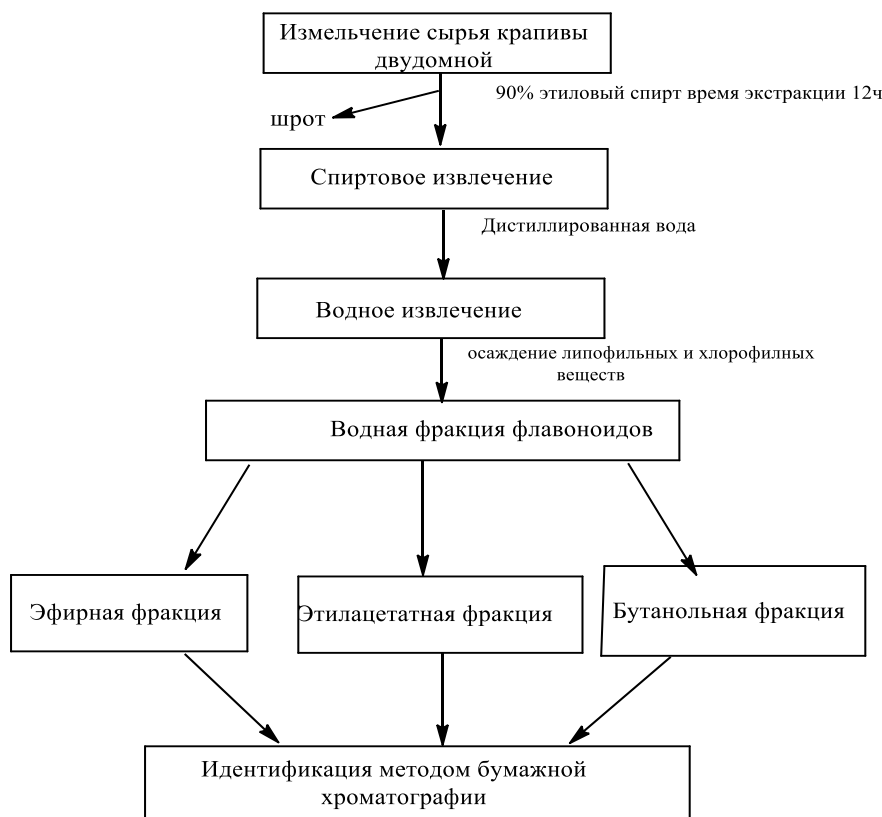 Измельчение сырья крапивы
двудомной
90% этиловый спирт время экстракции 12ч
шрот
Спиртовое извлечение
Дистиллированная вода
Водное извлечение
осаждение липофильных и хлорофилных
веществ
Водная фракция флавоноидов
Эфирная фракция
Этилацетатная фракция
Бутанольная фракция
Идентификация методом бумажной
хроматографии